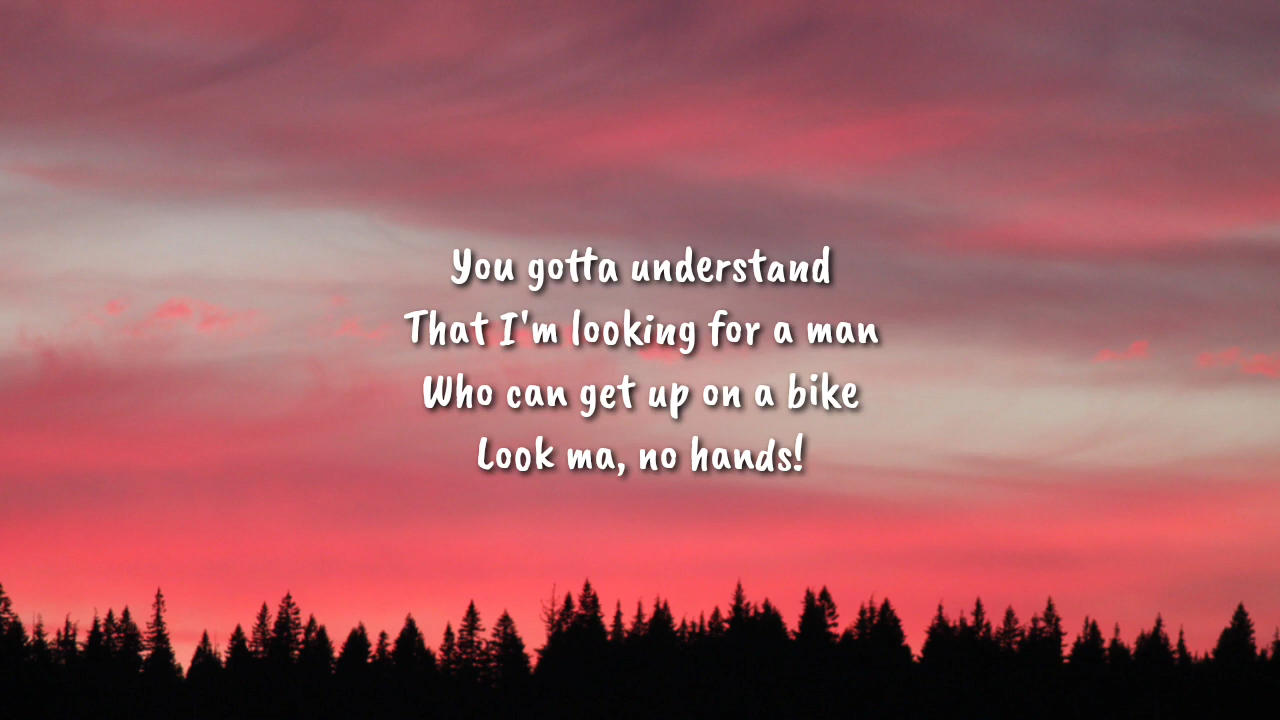 You gotta understand
That I'm looking for a man
Who can get up on a bike
Look ma, no hands!